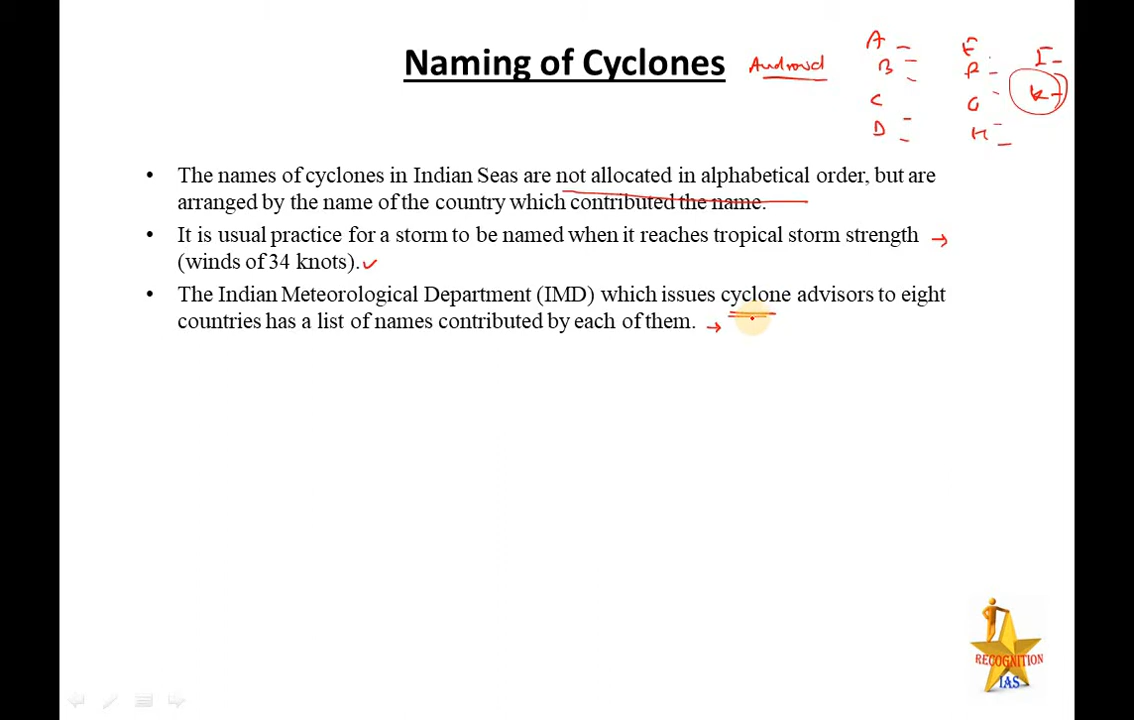 Naming of Cyclones
Android
A
B
C
D
E
F
G
H
I
K
• The names of cyclones in Indian Seas are not allocated in alphabetical order, but are
arranged by the name of the country which contributed the name.
• It is usual practice for a storm to be named when it reaches tropical storm strength
(winds of 34 knots).
• The Indian Meteorological Department (IMD) which issues cyclone advisors to eight
countries has a list of names contributed by each of them.
RECOGNITION
IAS